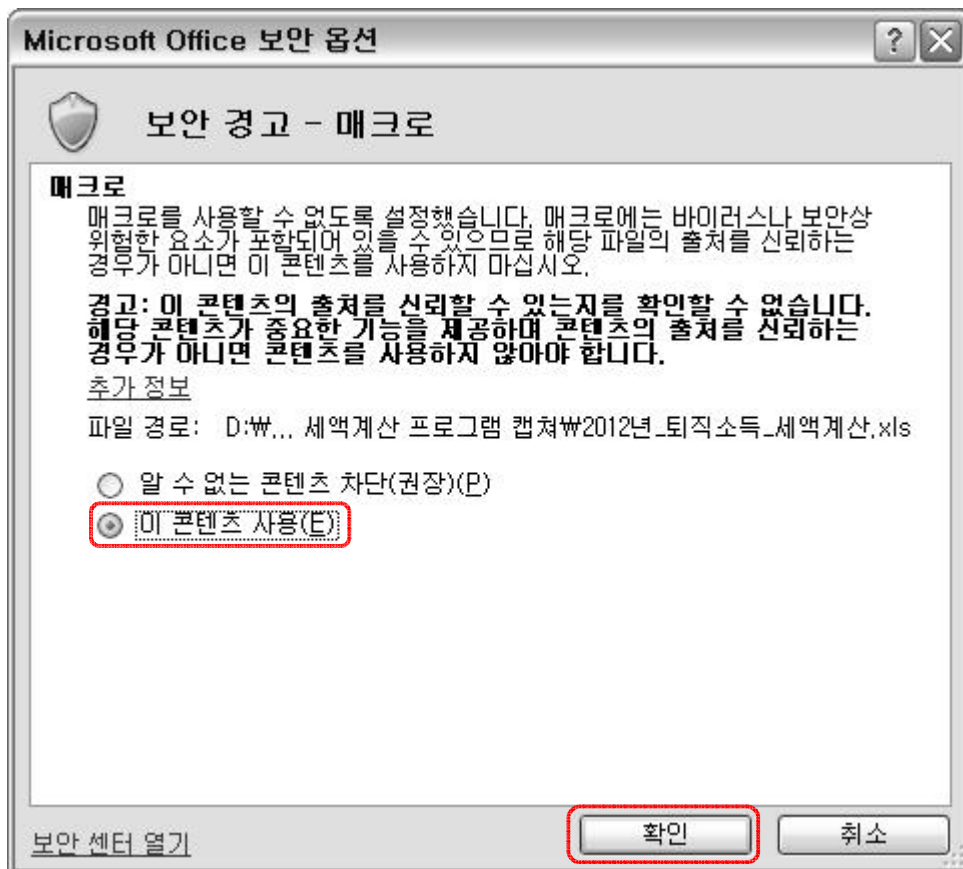 Microsoft Office 보안 옵션
보안 경고 - 매크로
매크로
매크로를 사용할 수 없도록 설정했습니다. 매크로에는 바이러스나 보안상
위험한 요소가 포함되어 있을 수 있으므로 해당 파일의 출처를 신뢰하는
경우가 아니면 이 콘텐츠를 사용하지 마십시오.
경고: 이 콘텐츠의 출처를 신뢰할 수 있는지를 확인할 수 없습니다.
해당 콘텐츠가 중요한 기능을 제공하며 콘텐츠의 출처를 신뢰하는
경우가 아니면 콘텐츠를 사용하지 않아야 합니다.
추가 정보
파일 경로: D:₩... 세액계산 프로그램 캡쳐₩2012년_퇴직소득_세액계산.xls
알 수 없는 콘텐츠 차단(권장)(P)
이 콘텐츠 사용(E)
보안 센터 열기
확인
취소